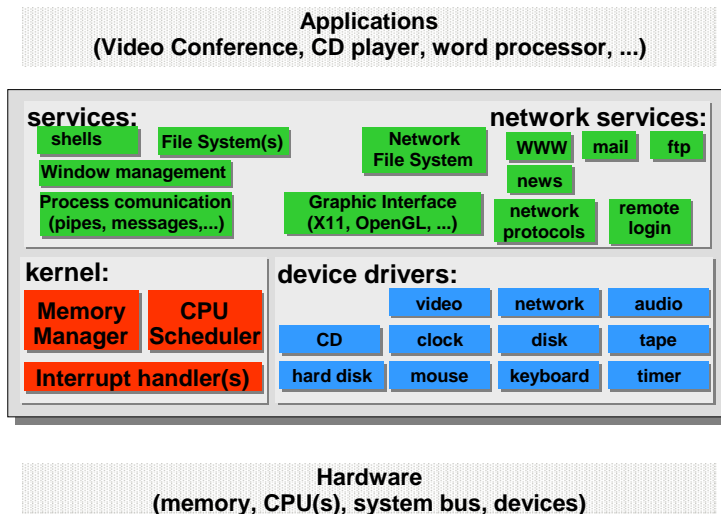 Applications
(Video Conference, CD player, word processor, ...)
services:
network services:
shells
File System(s)
Network
File System
WWW
mail
ftp
Window management
news
Process comunication
(pipes, messages,...)
Graphic Interface
(X11, OpenGL, ...)
network
protocols
remote
login
kernel:
Memory
Manager
CPU
Scheduler
Interrupt handler(s)
device drivers:
video
network
audio
CD
clock
disk
tape
hard disk
mouse
keyboard
timer
Hardware
(memory, CPU(s), system bus, devices)